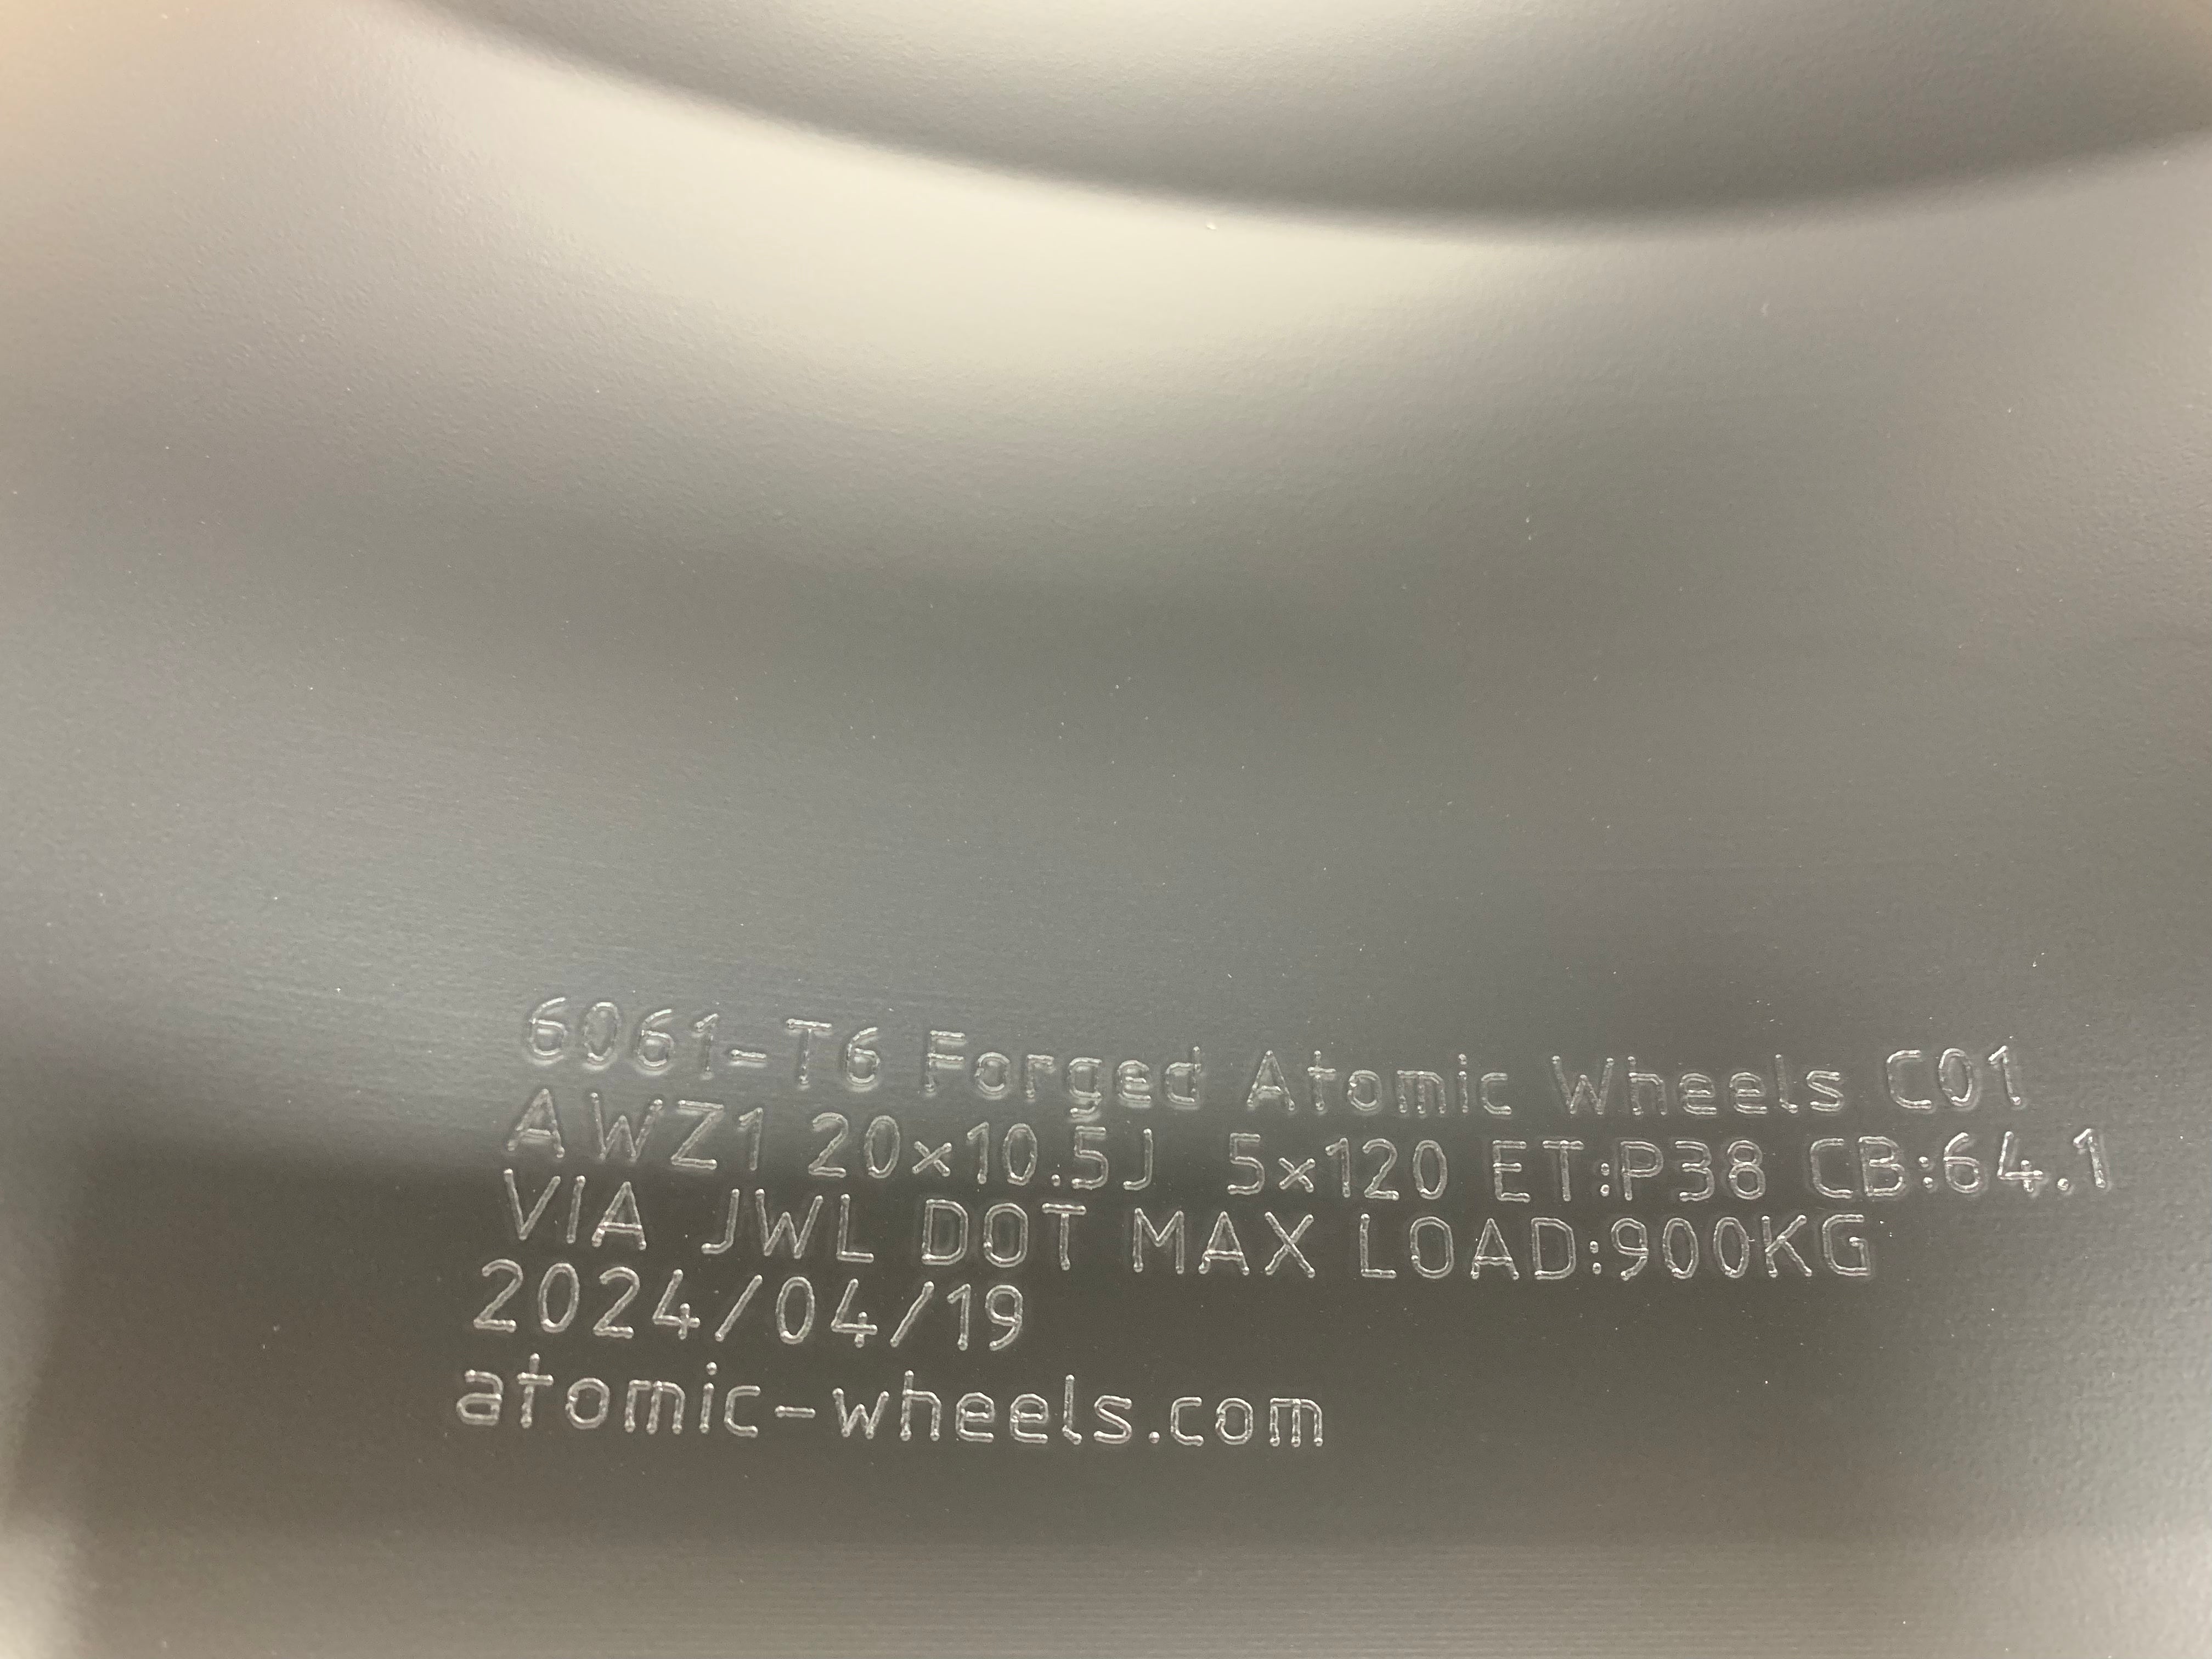 6061-T6 Forged Atomic Wheels C01
AWZ1 20×10.5J 5×120 ET:P38 CB:64.1
VIA JWL DOT MAX LOAD:900KG
2024/04/19
atomic-wheels.com